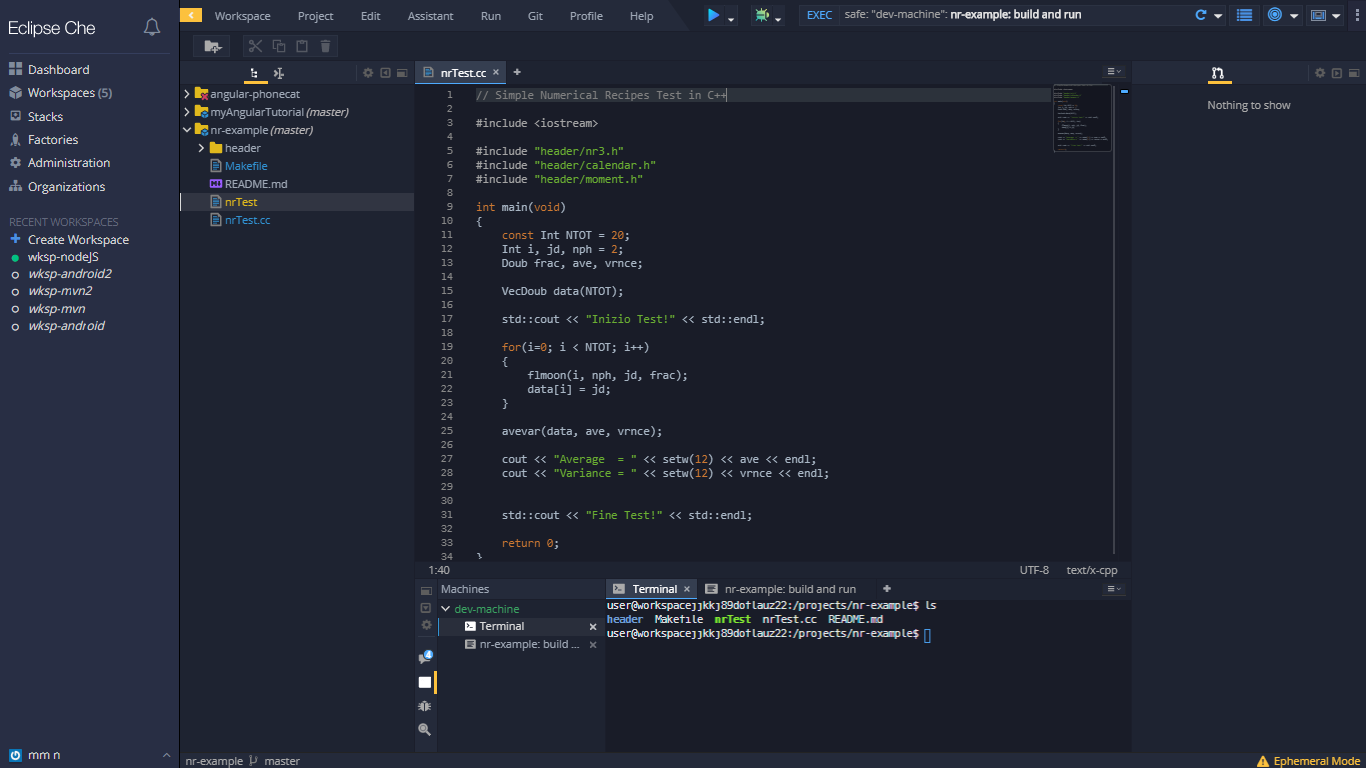 Eclipse Che
Dashboard
Workspaces (5)
Stacks
Factories
Administration
Organizations
RECENT WORKSPACES
Create Workspace
wksp-nodeJS
wksp-android2
wksp-mvn2
wksp-mvn
wksp-android
mm n
Workspace Project Edit Assistant Run Git Profile Help
EXEC safe: "dev-machine": nr-example: build and run
angular-phonecat
myAngularTutorial (master)
nr-example (master)
header
Makefile
README.md
nrTest
nrTest.cc
nrTest.cc × +
1 // Simple Numerical Recipes Test in C++
2
3 #include <iostream>
4
5 #include "header/nr3.h"
6 #include "header/calendar.h"
7 #include "header/moment.h"
8
9 int main(void)
10 {
11 const Int NTOT = 20;
12 Int i, jd, nph = 2;
13 Doub frac, ave, vrnce;
14
15 VecDoub data(NTOT);
16
17 std::cout << "Inizio Test!" << std::endl;
18
19 for(i=0; i < NTOT; i++)
20 {
21 flmoon(i, nph, jd, frac);
22 data[i] = jd;
23 }
24
25 avevar(data, ave, vrnce);
26
27 cout << "Average  = " << setw(12) << ave << endl;
28 cout << "Variance = " << setw(12) << vrnce << endl;
29
30
31 std::cout << "Fine Test!" << std::endl;
32
33 return 0;
34 }
1:40 UTF-8 text/x-cpp
Nothing to show
Machines
dev-machine
Terminal ×
nr-example: build ... ×
4
Terminal × nr-example: build and run +
user@workspacejjkkj89doflauz22:/projects/nr-example$ ls
header Makefile nrTest nrTest.cc README.md
user@workspacejjkkj89doflauz22:/projects/nr-example$
nr-example master
Ephemeral Mode